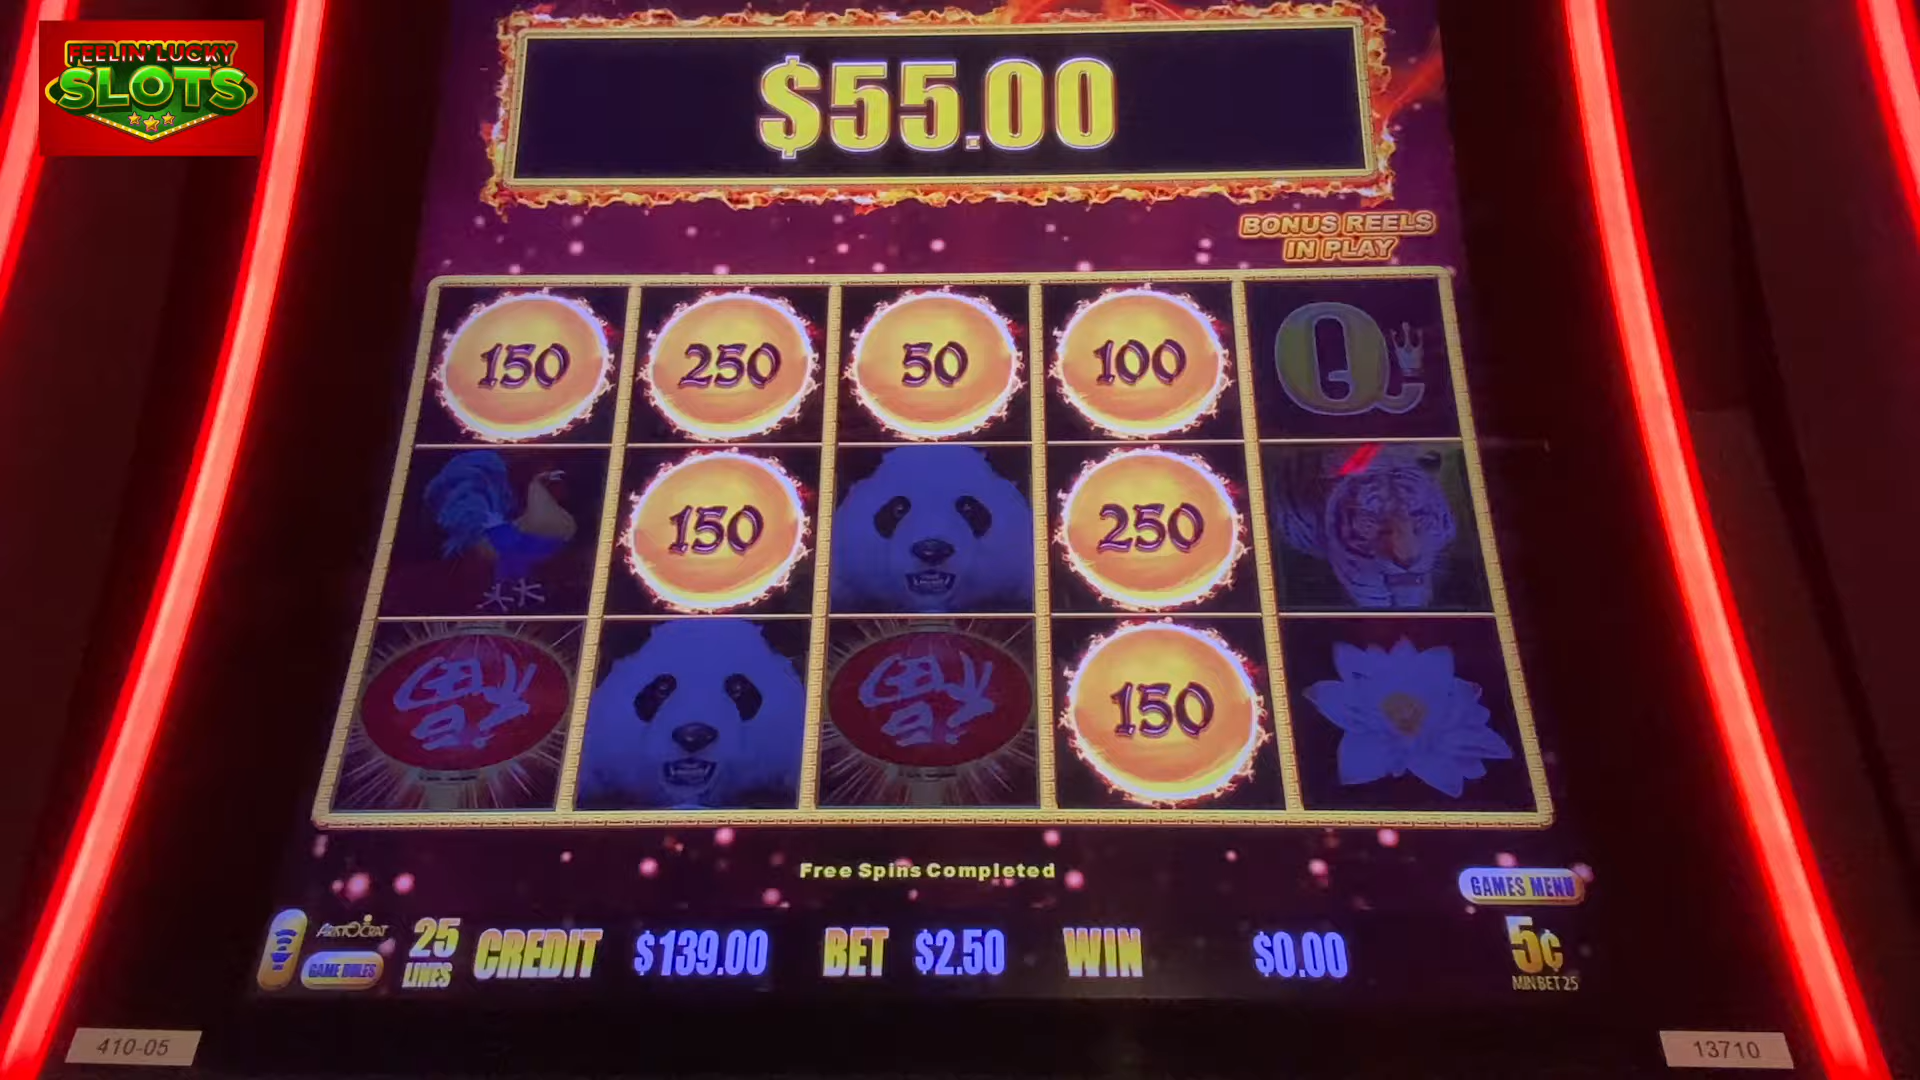 FEELIN' LUCKY
SLOTS
$55.00
BONUS REELS
IN PLAY
150
250
50
100
Q
150
250
150
Free Spins Completed
GAMES MENU
ARISTOCRAT
GAME RULES
25
LINES
CREDIT $139.00
BET $2.50
WIN $0.00
5¢
MIN BET 25
410-05
13710